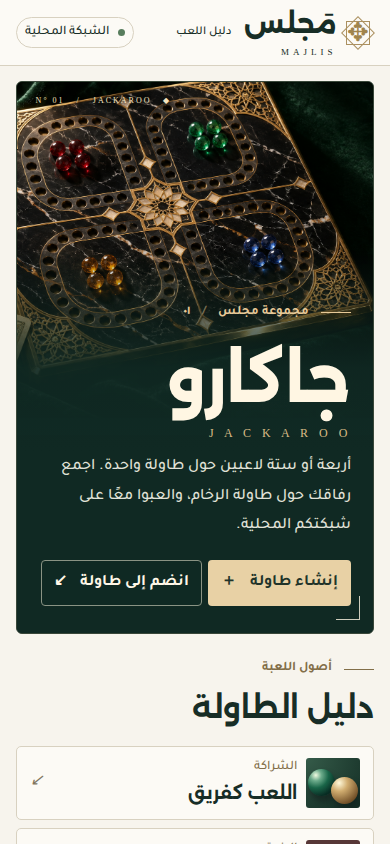 مَجلس
MAJLIS
دليل اللعب
الشبكة المحلية
N° 01 / JACKAROO
مجموعة مجلس / ٠١
جاكارو
JACKAROO
أربعة أو ستة لاعبين حول طاولة واحدة. اجمع
رفاقك حول طاولة الرخام، والعبوا معًا على
شبكتكم المحلية.
إنشاء طاولة +
انضم إلى طاولة ↙
أصول اللعبة
دليل الطاولة
الشراكة
اللعب كفريق
↙